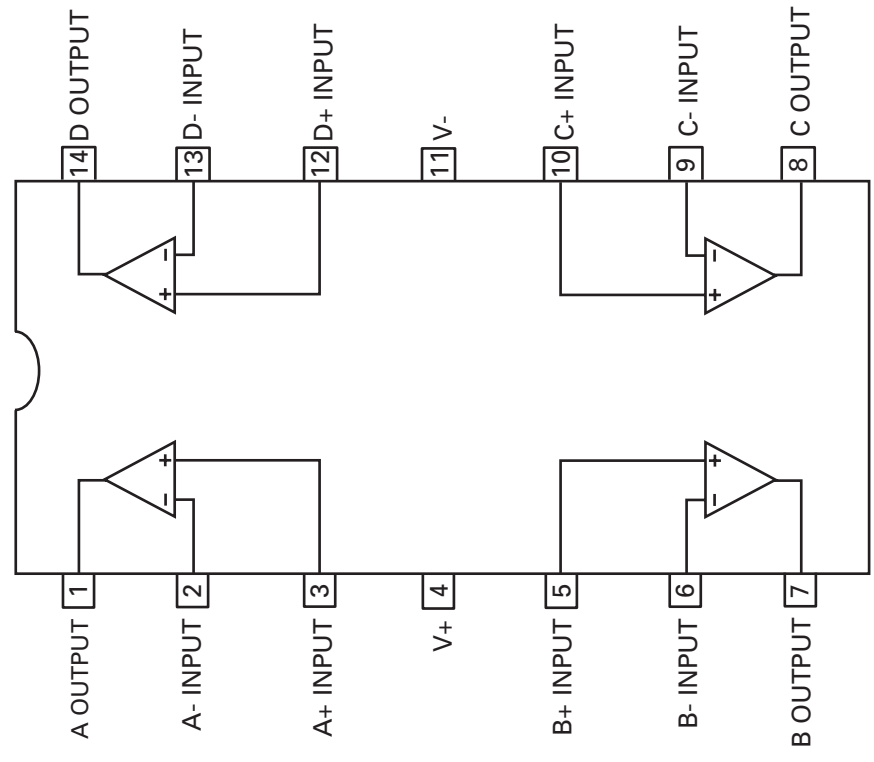 14 D OUTPUT
13 D- INPUT
12 D+ INPUT
11 V-
10 C+ INPUT
9 C- INPUT
8 C OUTPUT
-
+
-
+
+
-
+
-
A OUTPUT 1
A- INPUT 2
A+ INPUT 3
V+ 4
B+ INPUT 5
B- INPUT 6
B OUTPUT 7